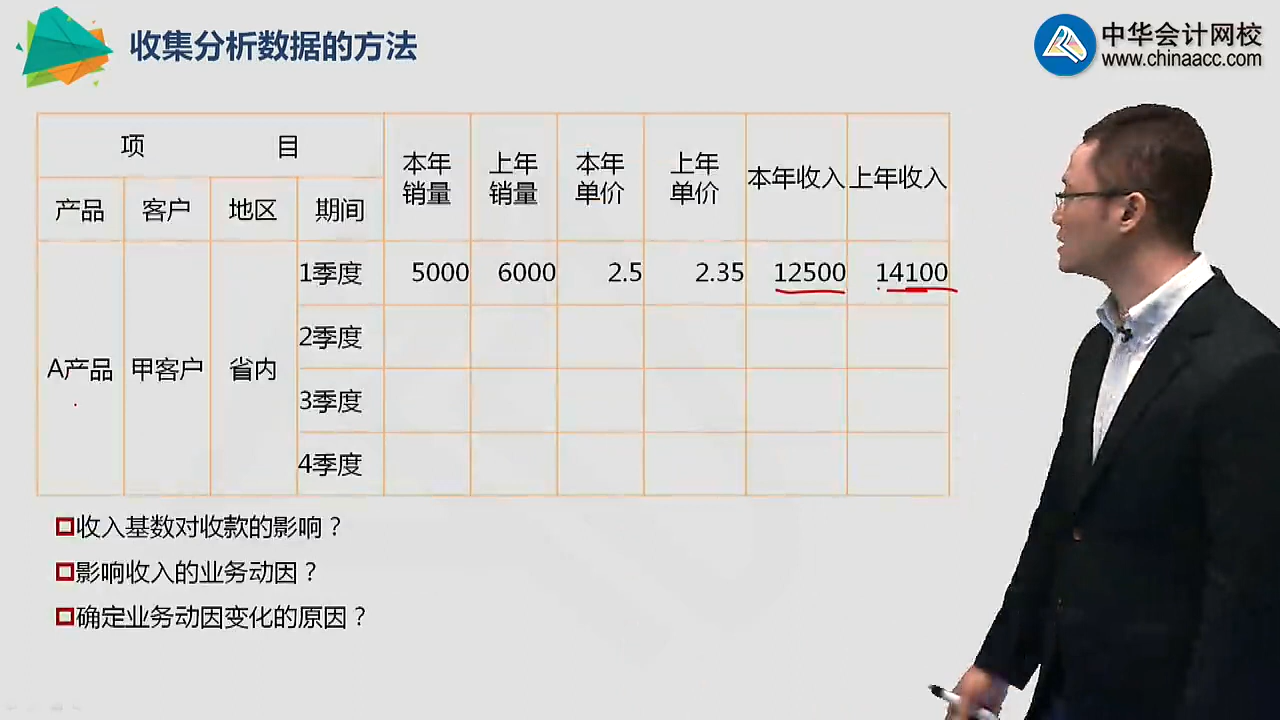 收集分析数据的方法
中华会计网校
www.chinaacc.com
项 目
本年销量
上年销量
本年单价
上年单价
本年收入
上年收入
产品 客户 地区 期间
A产品 甲客户 省内
1季度 5000 6000 2.5 2.35 12500 14100
2季度
3季度
4季度
收入基数对收款的影响？
影响收入的业务动因？
确定业务动因变化的原因？